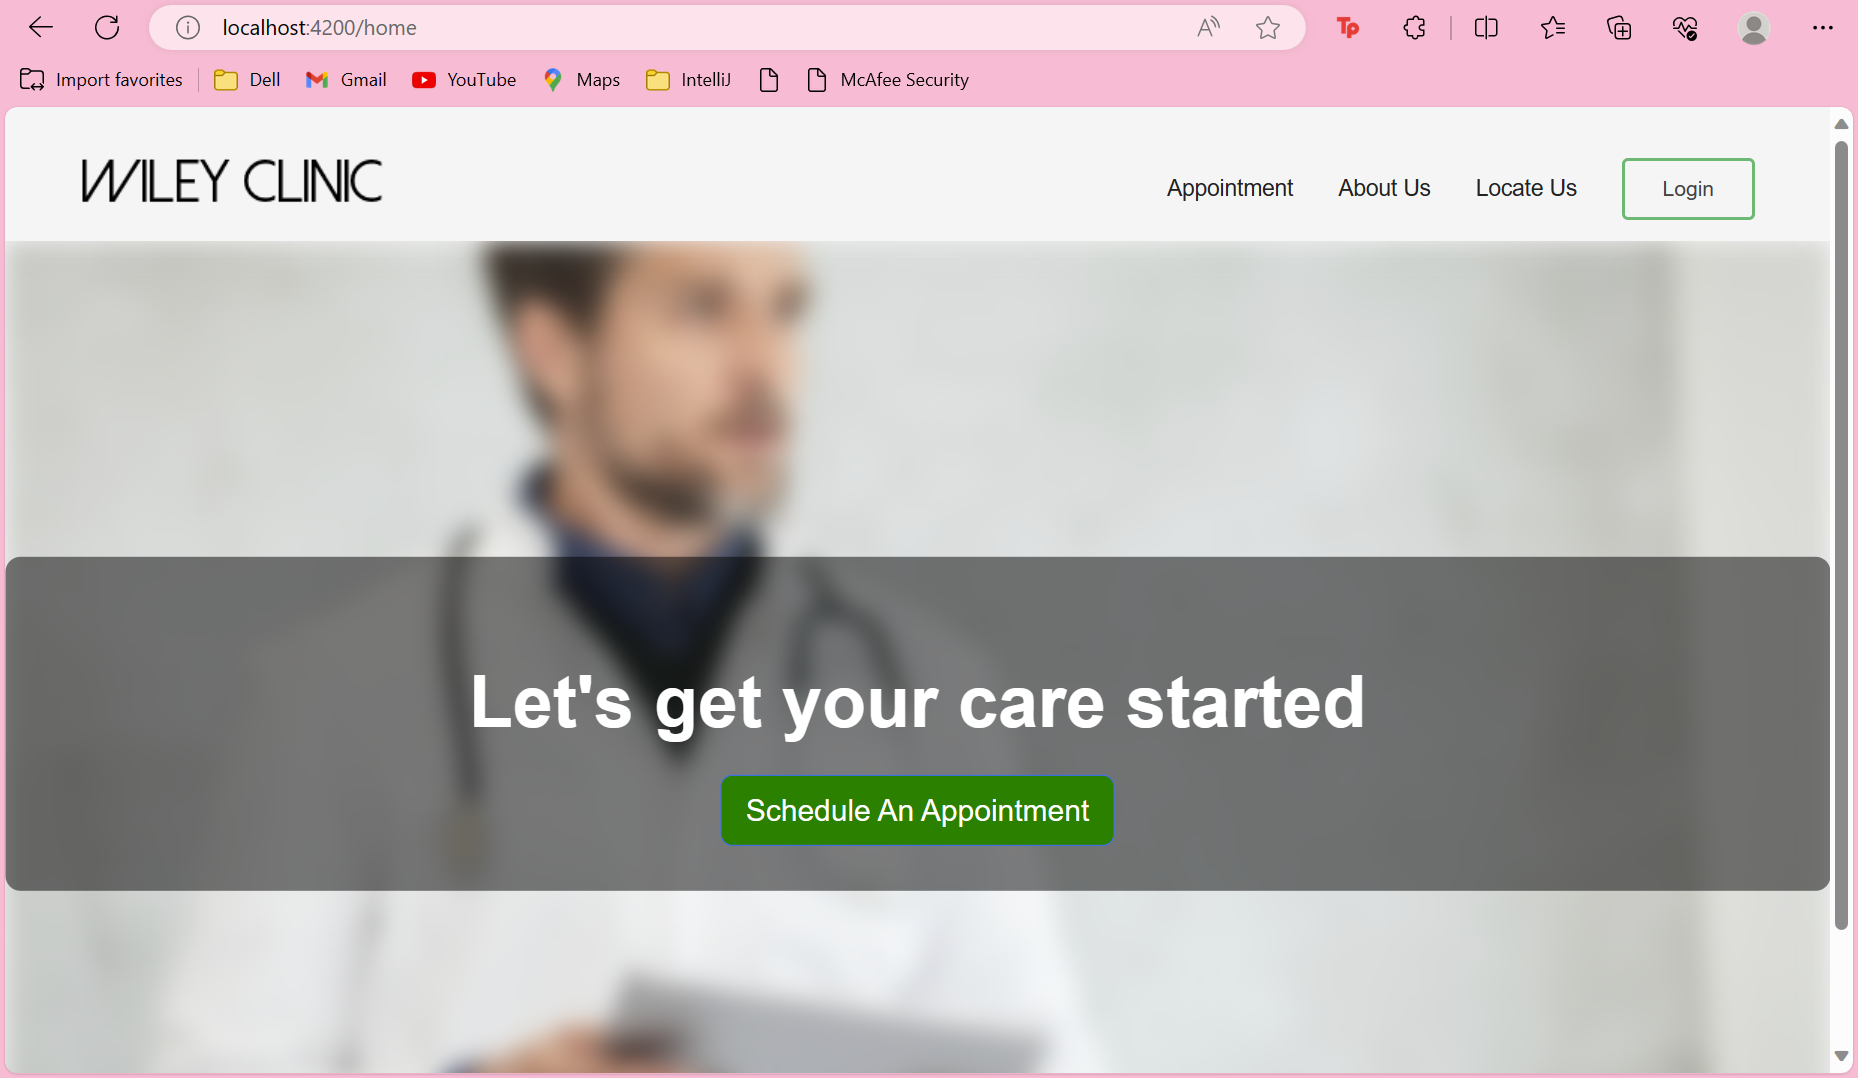 localhost:4200/home
Import favorites Dell Gmail YouTube Maps IntelliJ McAfee Security
WILEY CLINIC
Appointment About Us Locate Us Login
Let's get your care started
Schedule An Appointment